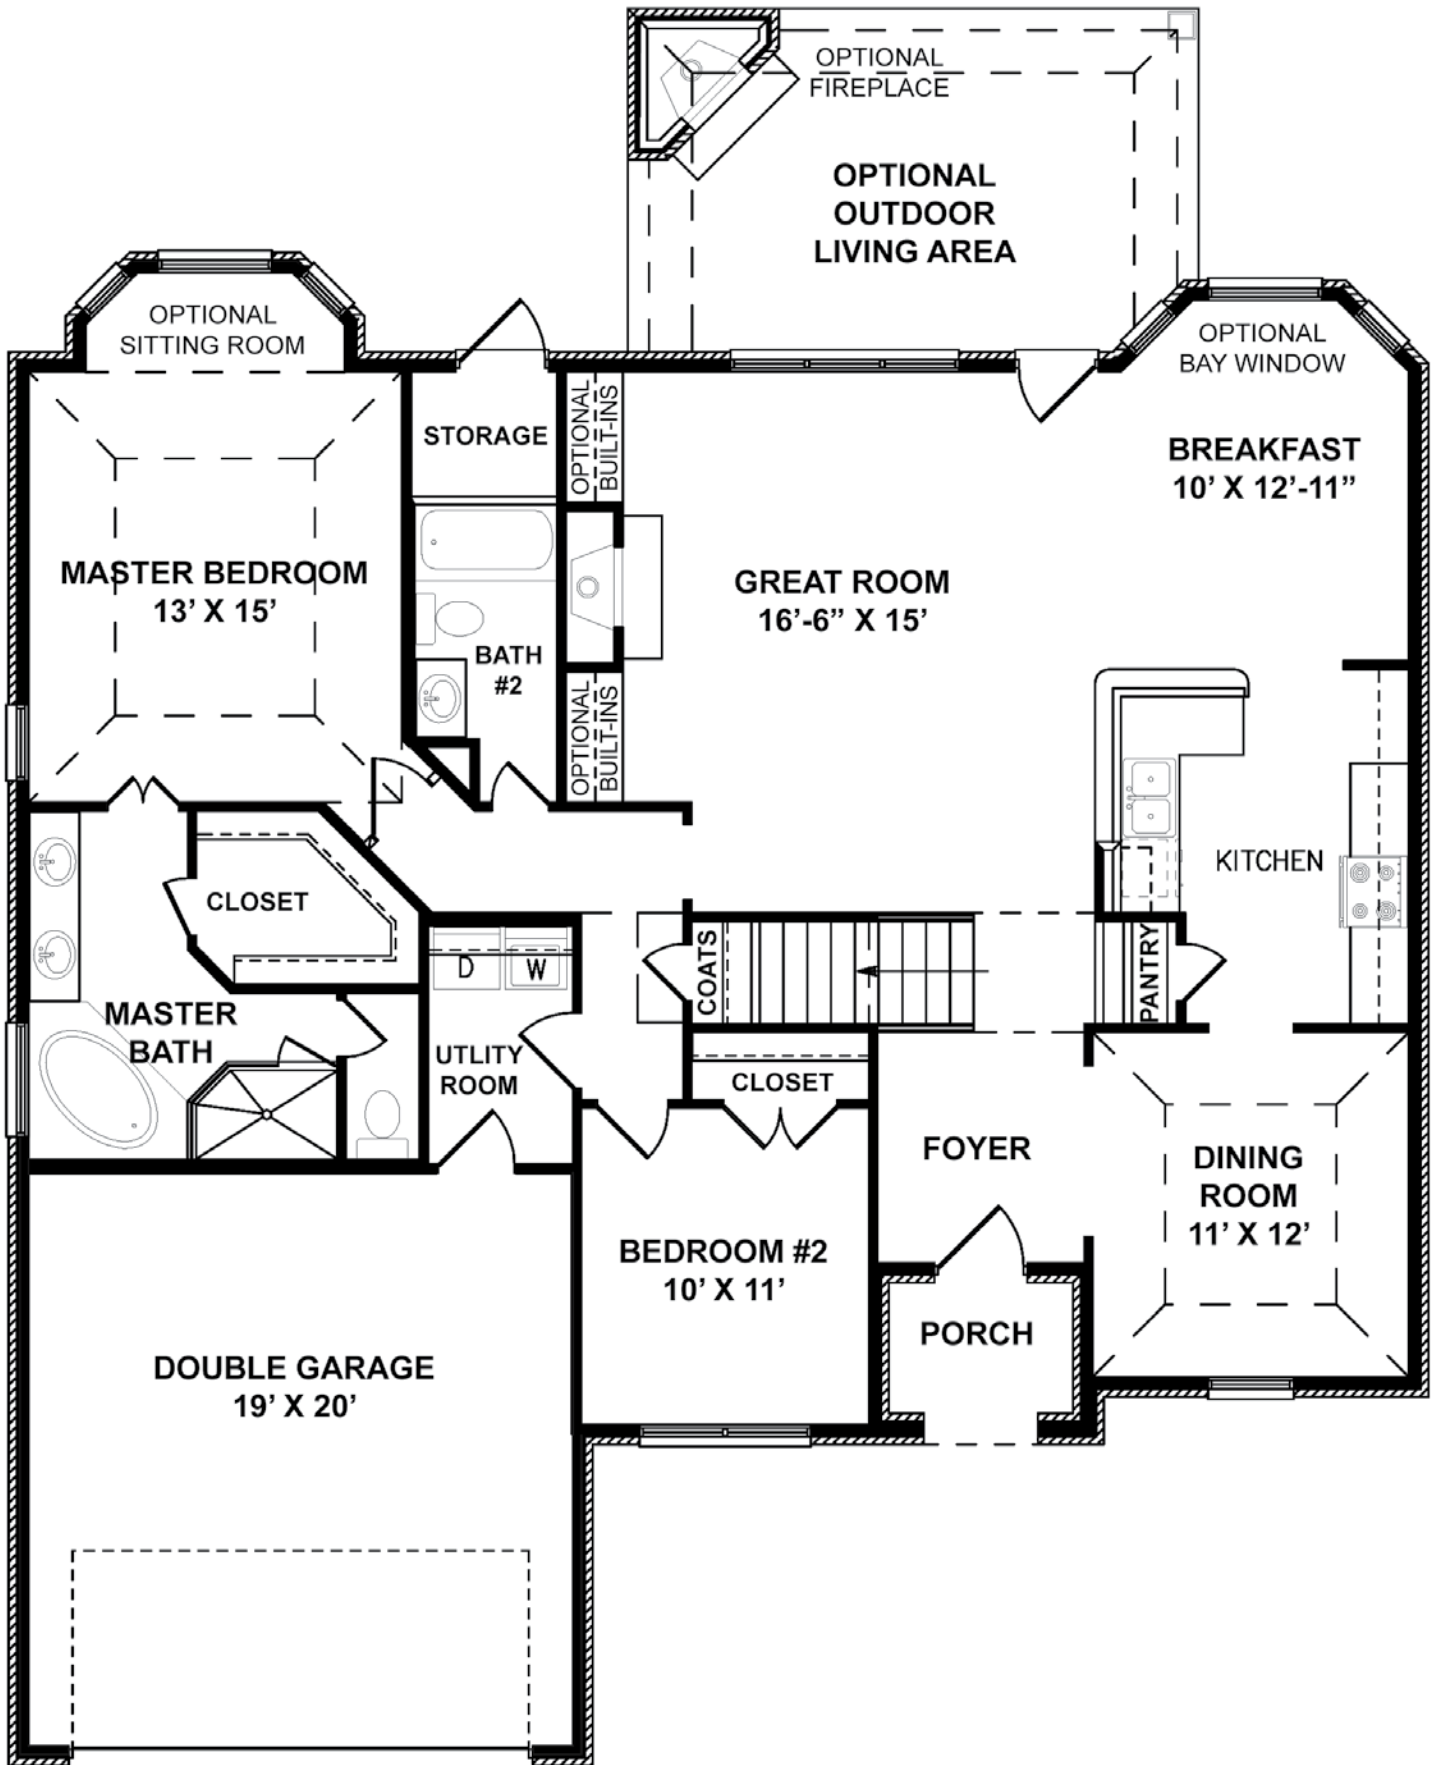 OPTIONAL
FIREPLACE
OPTIONAL
OUTDOOR
LIVING AREA
OPTIONAL
SITTING ROOM
OPTIONAL
BAY WINDOW
STORAGE
OPTIONAL
BUILT-INS
BREAKFAST
10’ X 12’-11”
MASTER BEDROOM
13’ X 15’
GREAT ROOM
16’-6” X 15’
BATH
#2
OPTIONAL
BUILT-INS
KITCHEN
CLOSET
D
W
COATS
PANTRY
MASTER
BATH
UTLITY
ROOM
CLOSET
FOYER
DINING
ROOM
11’ X 12’
BEDROOM #2
10’ X 11’
PORCH
DOUBLE GARAGE
19’ X 20’